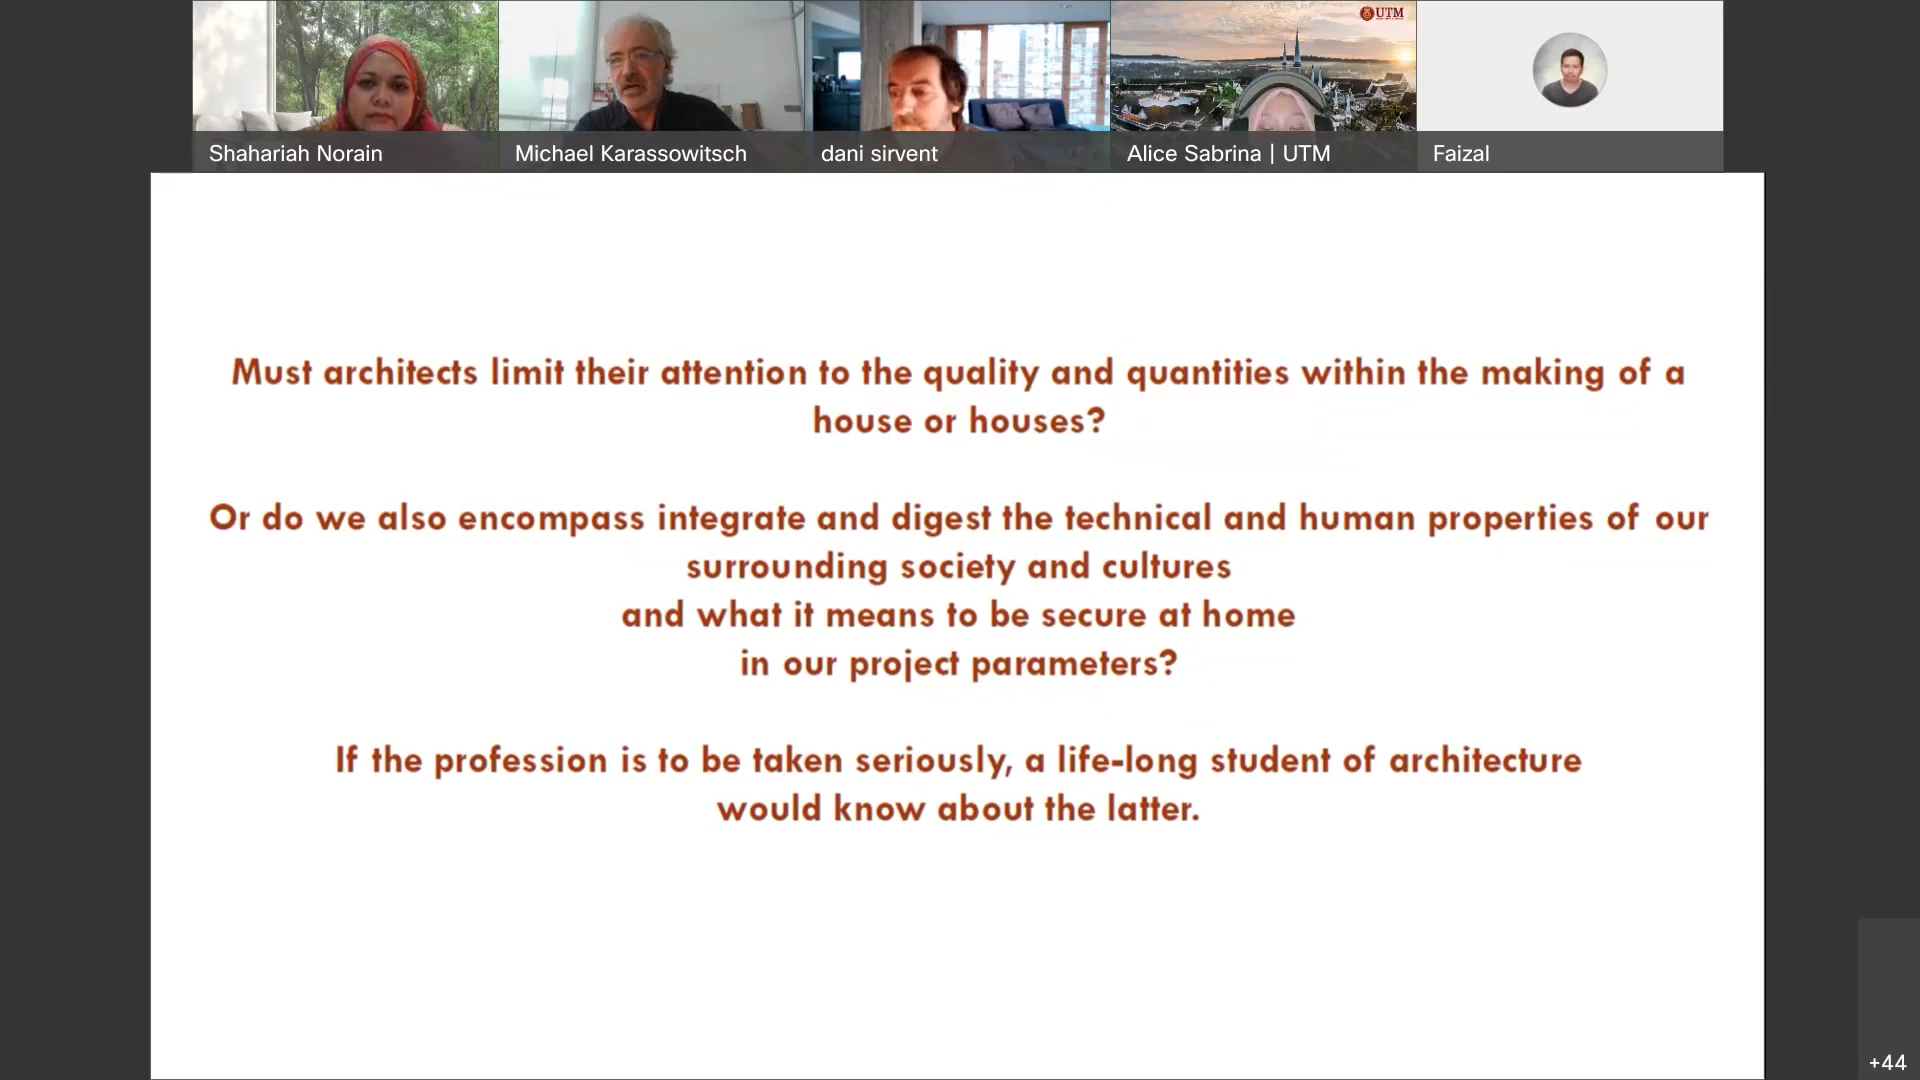 UTM
Shahariah Norain
Michael Karassowitsch
dani sirvent
Alice Sabrina | UTM
Faizal
Must architects limit their attention to the quality and quantities within the making of a
house or houses?
Or do we also encompass integrate and digest the technical and human properties of our
surrounding society and cultures
and what it means to be secure at home
in our project parameters?
If the profession is to be taken seriously, a life-long student of architecture
would know about the latter.
+44